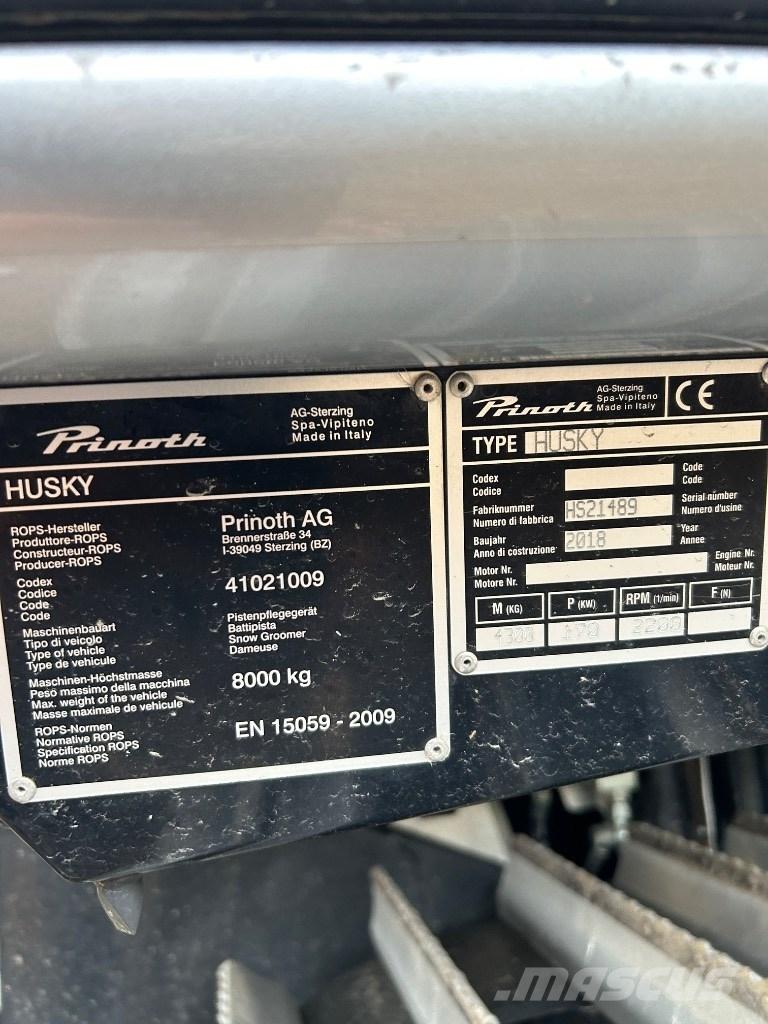 Prinoth
AG-Sterzing
Spa-Vipiteno
Made in Italy
HUSKY
ROPS-Hersteller
Produttore-ROPS
Constructeur-ROPS
Producer-ROPS
Prinoth AG
Brennerstraße 34
I-39049 Sterzing (BZ)
Codex
Codice
Code
Code
41021009
Maschinenbauart
Tipo di veicolo
Type of vehicle
Type de vehicule
Pistenpflegegerät
Battipista
Snow Groomer
Dameuse
Maschinen-Höchstmasse
Peso massimo della macchina
Max. weight of the vehicle
Masse maximale de vehicule
8000 kg
ROPS-Normen
Normative ROPS
Specification ROPS
Norme ROPS
EN 15059 - 2009
Prinoth
AG-Sterzing
Spa-Vipiteno
Made in Italy
CE
TYPE HUSKY
Codex
Codice
Code
Code
Fabriknummer
Numero di fabbrica
HS21489
Serial number
Numero d'usine
Baujahr
Anno di costruzione
2018
Year
Annee
Motor Nr.
Motore Nr.
Engine Nr.
Moteur Nr.
M (KG) P (KW) RPM (1/min) F (N)
4300 190 2200
MASCUS